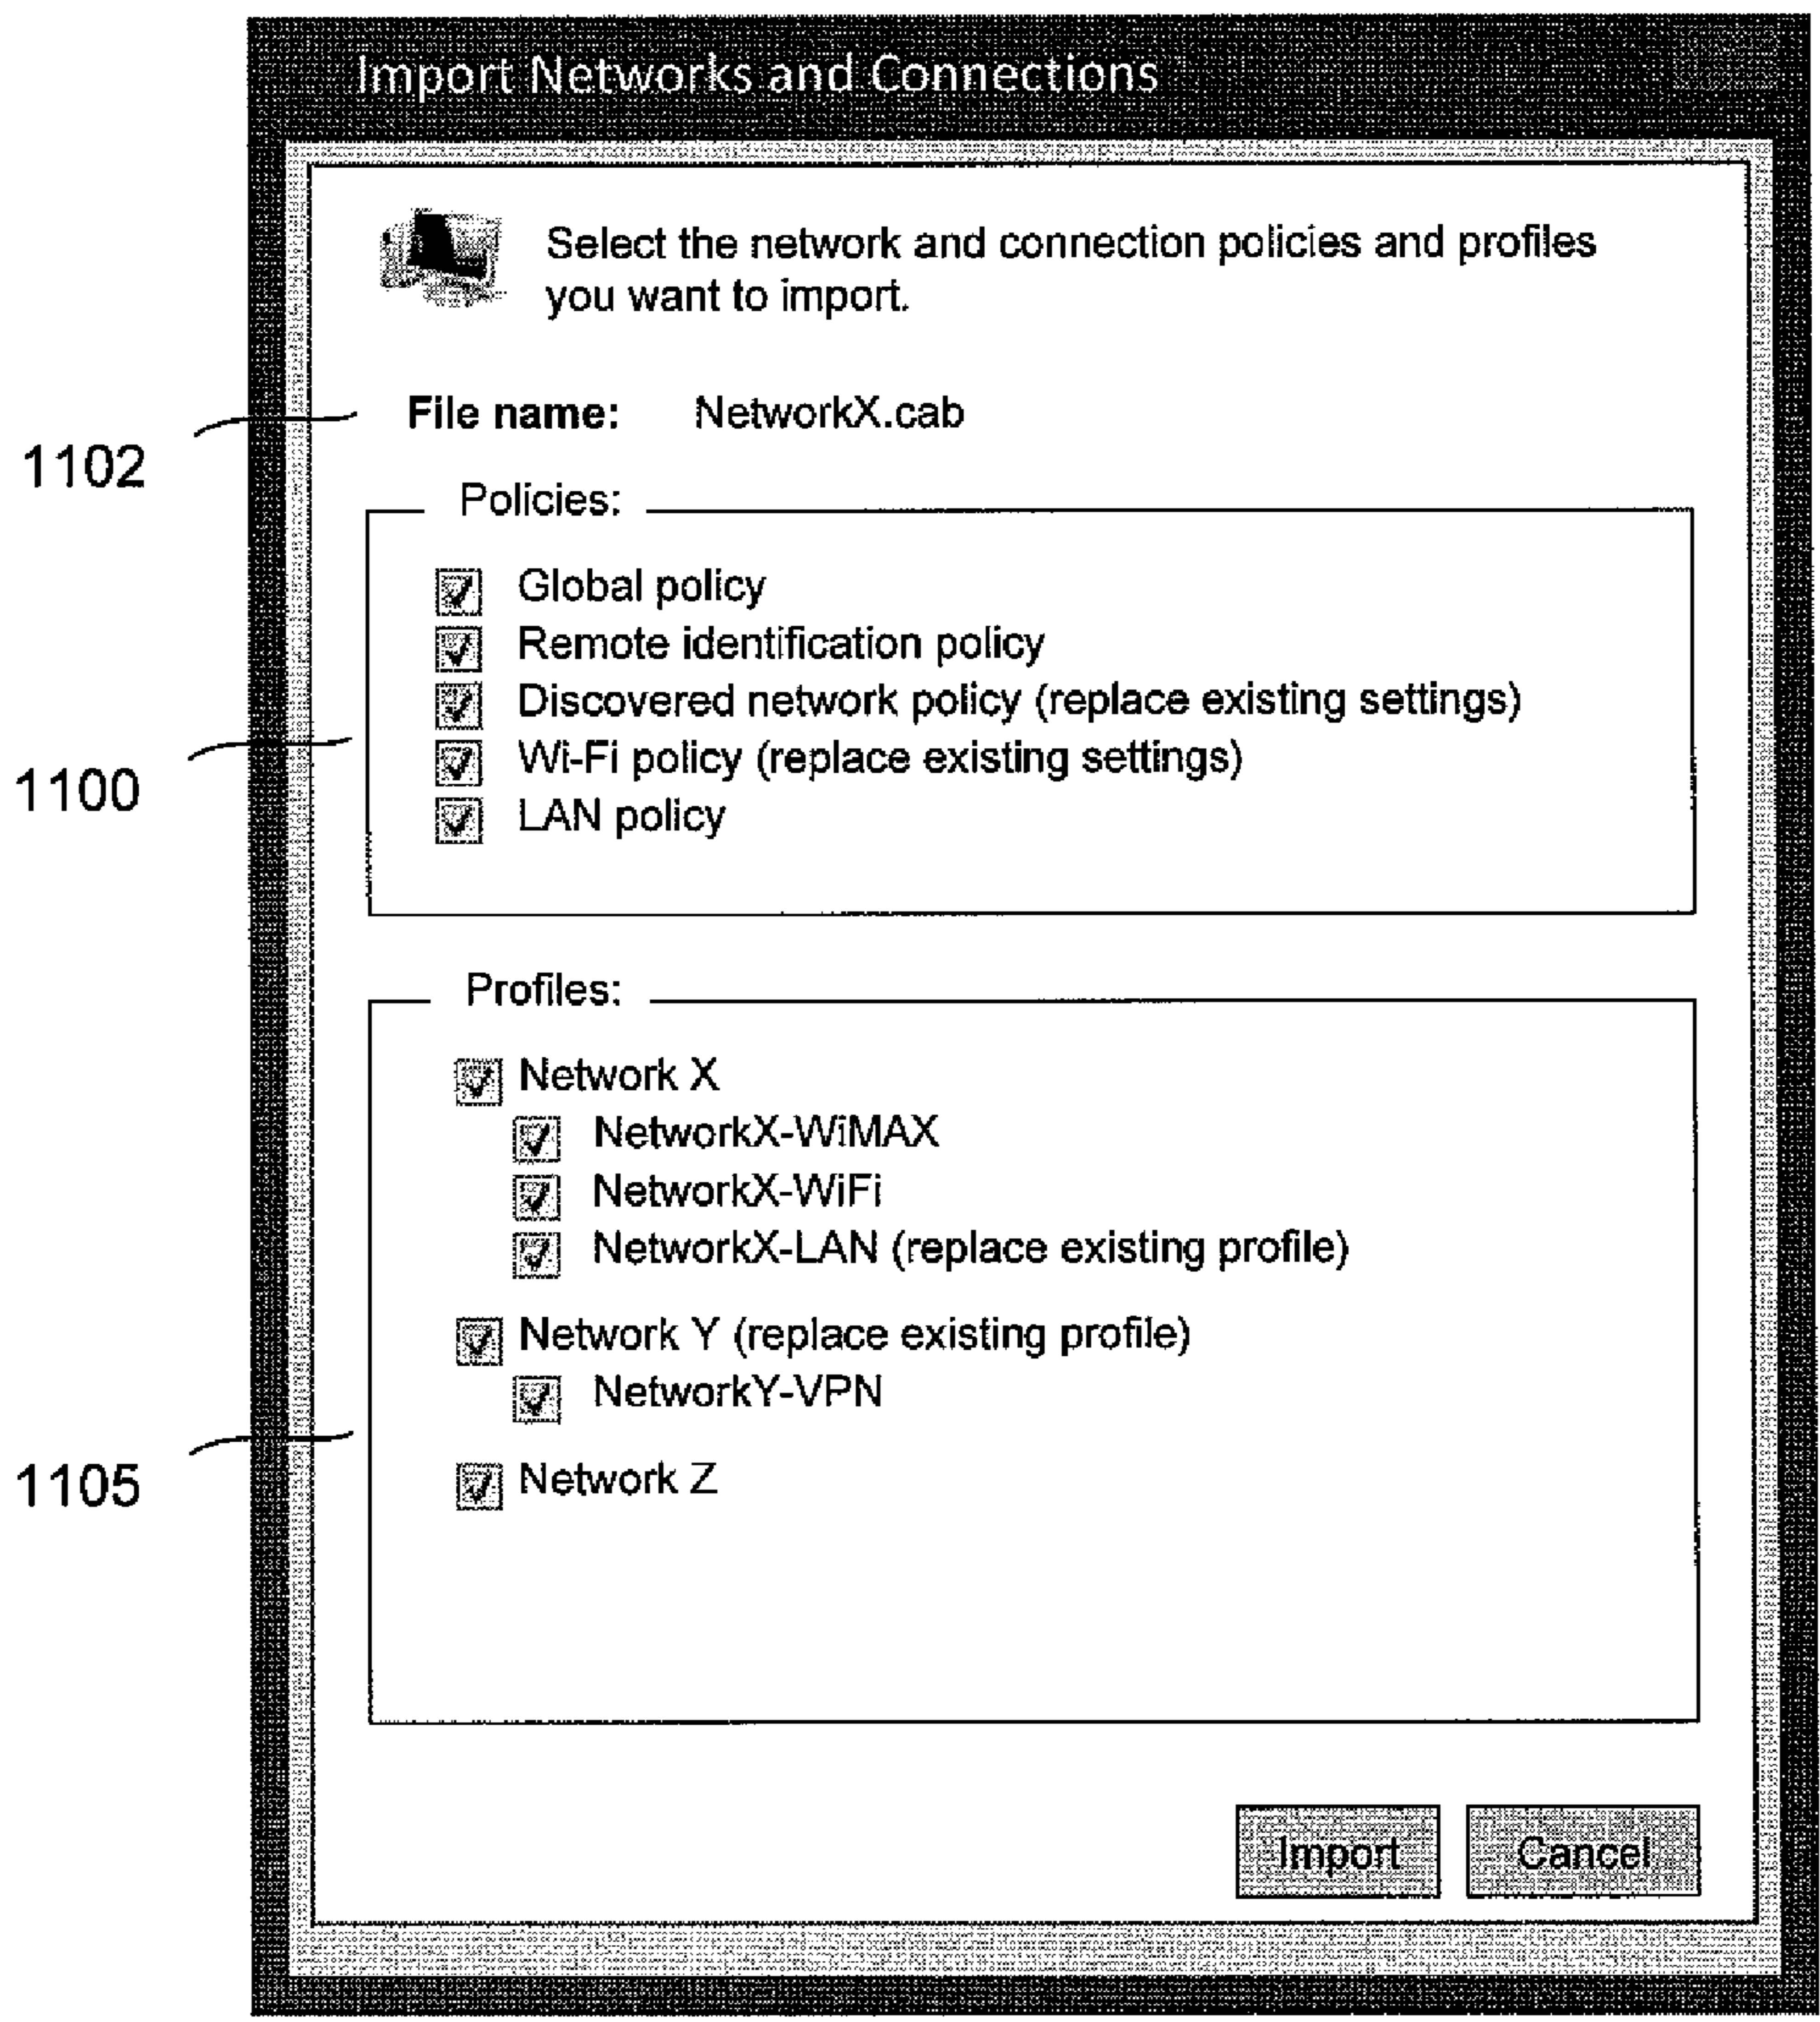 Import Networks and Connections
Select the network and connection policies and profiles
you want to import.
1102
File name: NetworkX.cab
Policies:
Global policy
Remote identification policy
Discovered network policy (replace existing settings)
1100
Wi-Fi policy (replace existing settings)
LAN policy
Profiles:
Network X
NetworkX-WiMAX
NetworkX-WiFi
NetworkX-LAN (replace existing profile)
Network Y (replace existing profile)
NetworkY-VPN
1105
Network Z
Import
Cancel